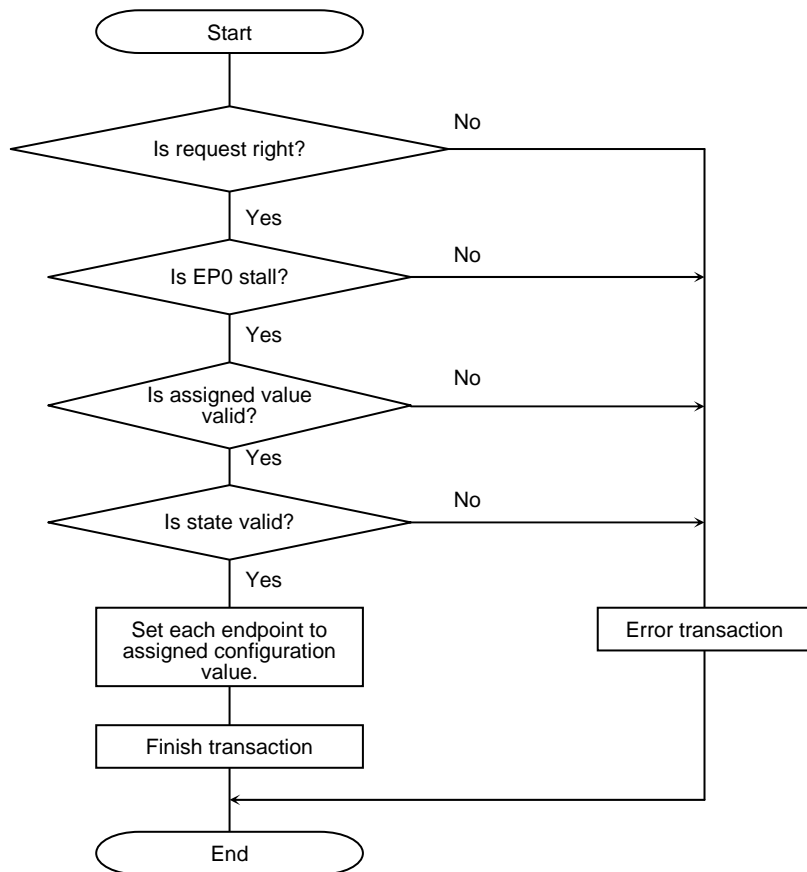 Start
Is request right?
No
Yes
Is EP0 stall?
No
Yes
Is assigned value
valid?
No
Yes
Is state valid?
No
Yes
Set each endpoint to
assigned configuration
value.
Error transaction
Finish transaction
End